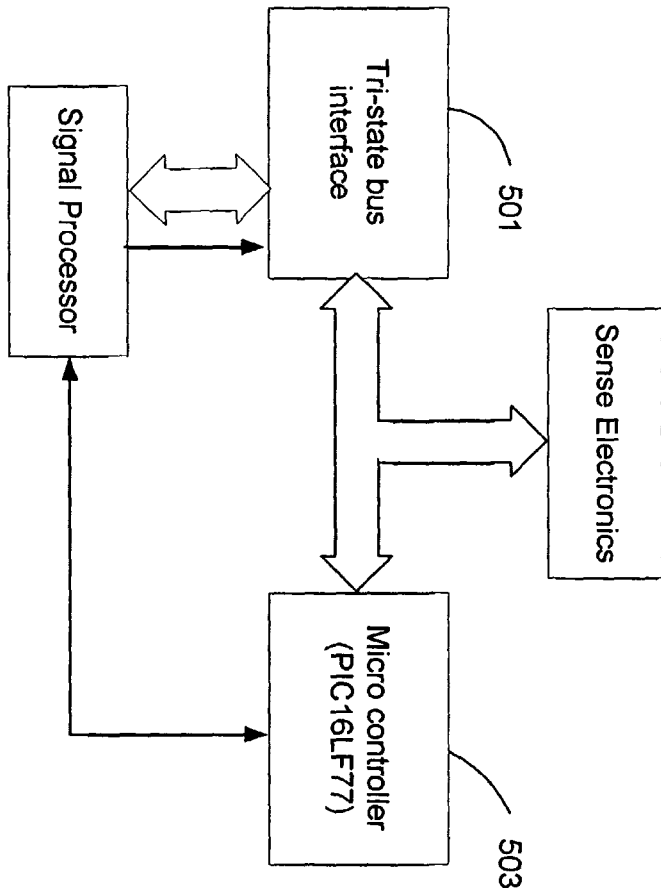 Signal Processor
Tri-state bus
interface
501
Sense Electronics
Micro controller
(PIC16LF77)
503